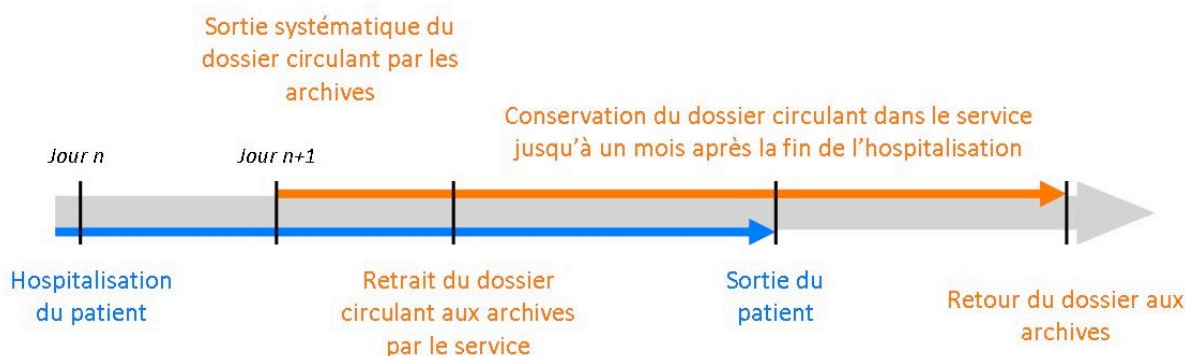 Sortie systématique du
dossier circulant par les
archives
Conservation du dossier circulant dans le service
jusqu'à un mois après la fin de l'hospitalisation
Jour n
Jour n+1
Hospitalisation
du patient
Retrait du dossier
circulant aux archives
par le service
Sortie du
patient
Retour du dossier aux
archives